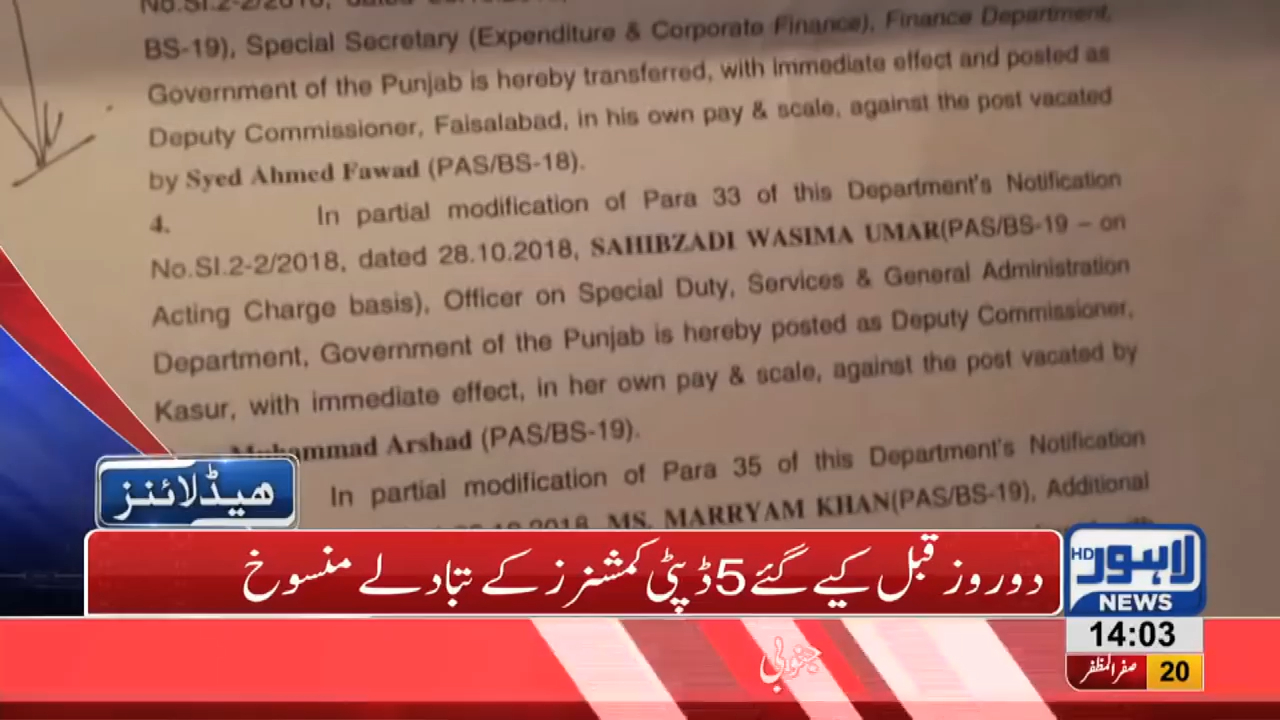 BS-19), Special Secretary (Expenditure & Corporate Finance), Finance Department,
Government of the Punjab is hereby transferred, with immediate effect and posted as
Deputy Commissioner, Faisalabad, in his own pay & scale, against the post vacated
by Syed Ahmed Fawad (PAS/BS-18).
4. In partial modification of Para 33 of this Department's Notification
No.SI.2-2/2018, dated 28.10.2018, SAHIBZADI WASIMA UMAR(PAS/BS-19 – on
Acting Charge basis), Officer on Special Duty, Services & General Administration
Department, Government of the Punjab is hereby posted as Deputy Commissioner,
Kasur, with immediate effect, in her own pay & scale, against the post vacated by
Muhammad Arshad (PAS/BS-19).
In partial modification of Para 35 of this Department's Notification
2018, MS. MARRYAM KHAN(PAS/BS-19), Additional
ہیڈلائنز
دو روز قبل کیے گئے 5 ڈپٹی کمشنرز کے تبادلے منسوخ
لاہور HD
NEWS
14:03
20 صفر المظفر
جنوبی